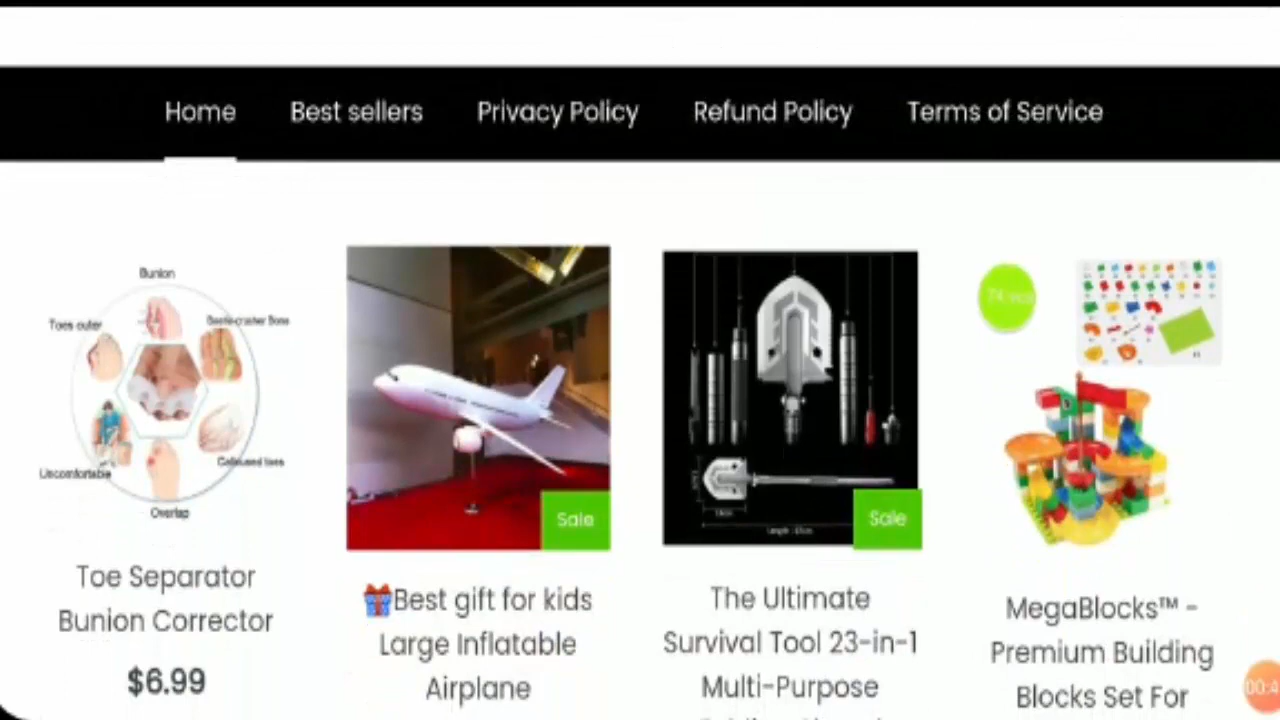 Home Best sellers Privacy Policy Refund Policy Terms of Service
Bunion
Toes outer
Uncomfortable
Calloused toes
Overlap
Toe Separator
Bunion Corrector
$6.99
Sale
🎁Best gift for kids
Large Inflatable
Airplane
Sale
The Ultimate
Survival Tool 23-in-1
Multi-Purpose
MegaBlocks™ -
Premium Building
Blocks Set For